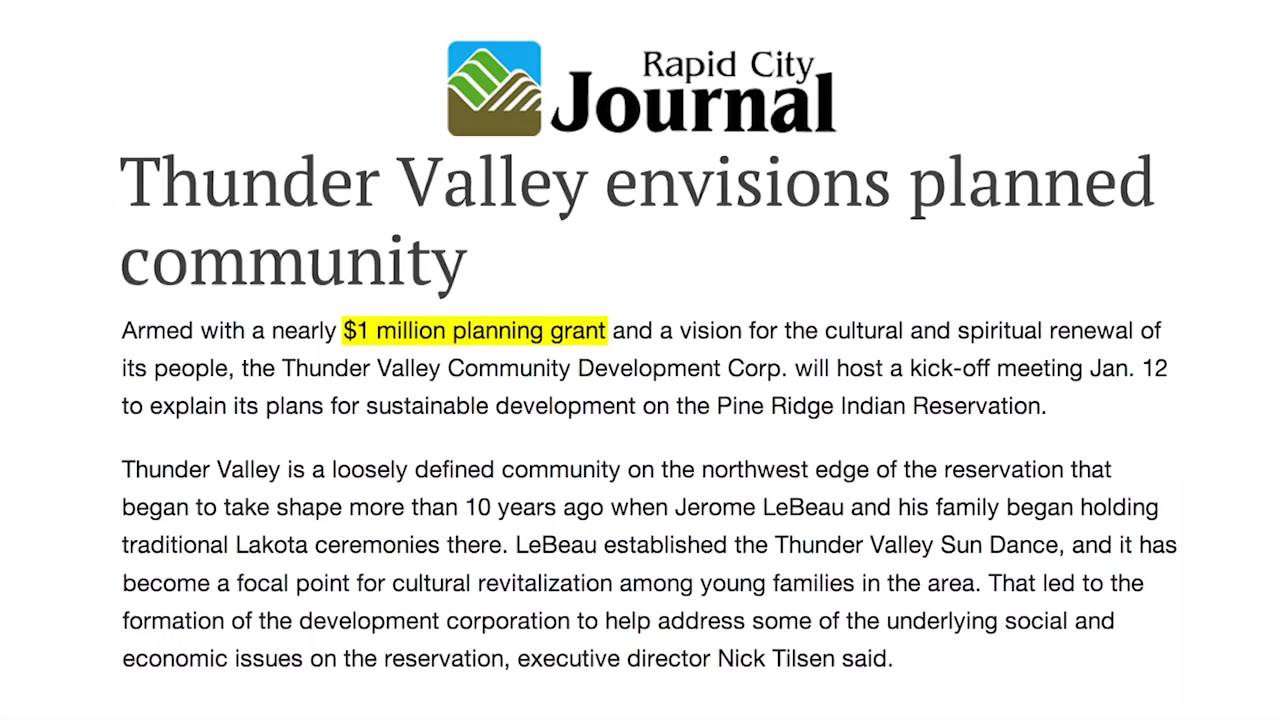 Rapid City
Journal
Thunder Valley envisions planned
community
Armed with a nearly $1 million planning grant and a vision for the cultural and spiritual renewal of
its people, the Thunder Valley Community Development Corp. will host a kick-off meeting Jan. 12
to explain its plans for sustainable development on the Pine Ridge Indian Reservation.
Thunder Valley is a loosely defined community on the northwest edge of the reservation that
began to take shape more than 10 years ago when Jerome LeBeau and his family began holding
traditional Lakota ceremonies there. LeBeau established the Thunder Valley Sun Dance, and it has
become a focal point for cultural revitalization among young families in the area. That led to the
formation of the development corporation to help address some of the underlying social and
economic issues on the reservation, executive director Nick Tilsen said.